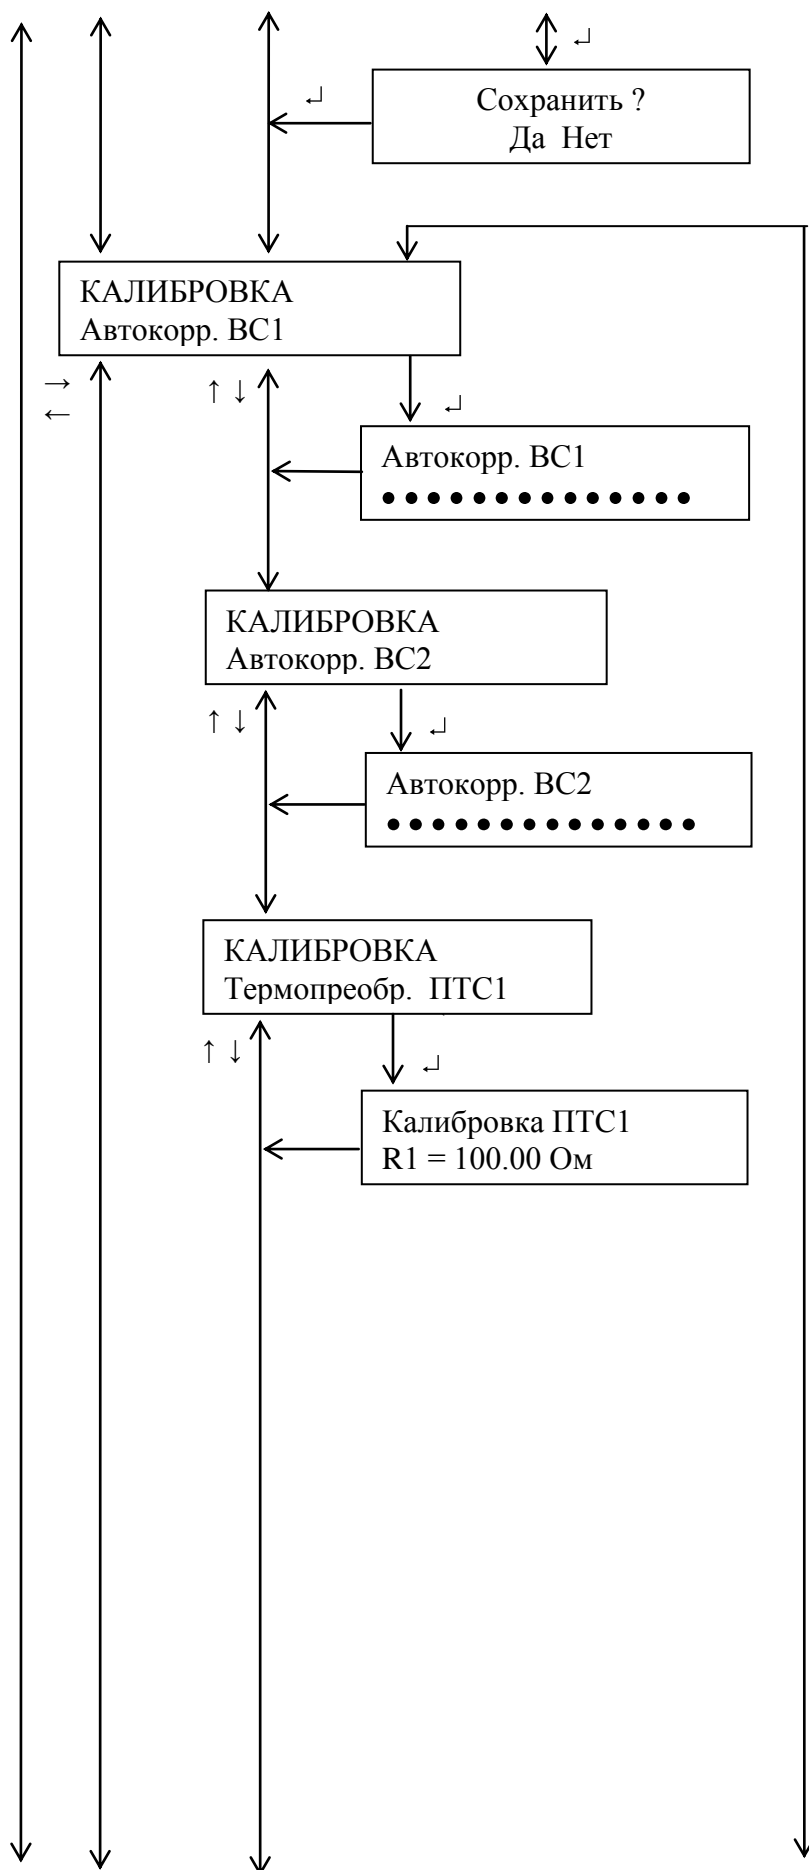 ↵
↵
Сохранить ?
Да Нет
КАЛИБРОВКА
Автокорр. ВС1
→
←
↑ ↓
↵
Автокорр. ВС1
● ● ● ● ● ● ● ● ● ● ● ● ● ●
КАЛИБРОВКА
Автокорр. ВС2
↑ ↓
↵
Автокорр. ВС2
● ● ● ● ● ● ● ● ● ● ● ● ● ●
КАЛИБРОВКА
Термопреобр. ПТС1
↑ ↓
↵
Калибровка ПТС1
R1 = 100.00 Ом